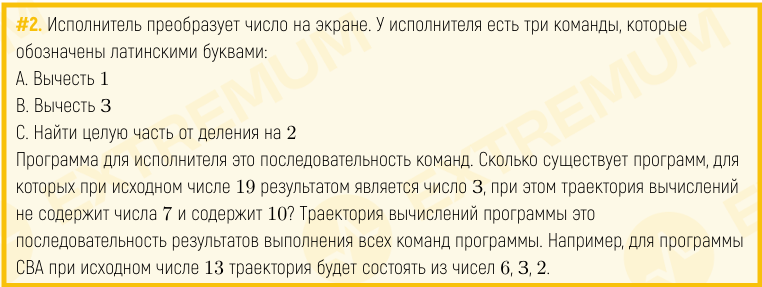 #2. Исполнитель преобразует число на экране. У исполнителя есть три команды, которые
обозначены латинскими буквами:
A. Вычесть 1
B. Вычесть 3
C. Найти целую часть от деления на 2
Программа для исполнителя это последовательность команд. Сколько существует программ, для
которых при исходном числе 19 результатом является число 3, при этом траектория вычислений
не содержит числа 7 и содержит 10? Траектория вычислений программы это
последовательность результатов выполнения всех команд программы. Например, для программы
CBA при исходном числе 13 траектория будет состоять из чисел 6, 3, 2.
EXTREMUM
EXTREMUM